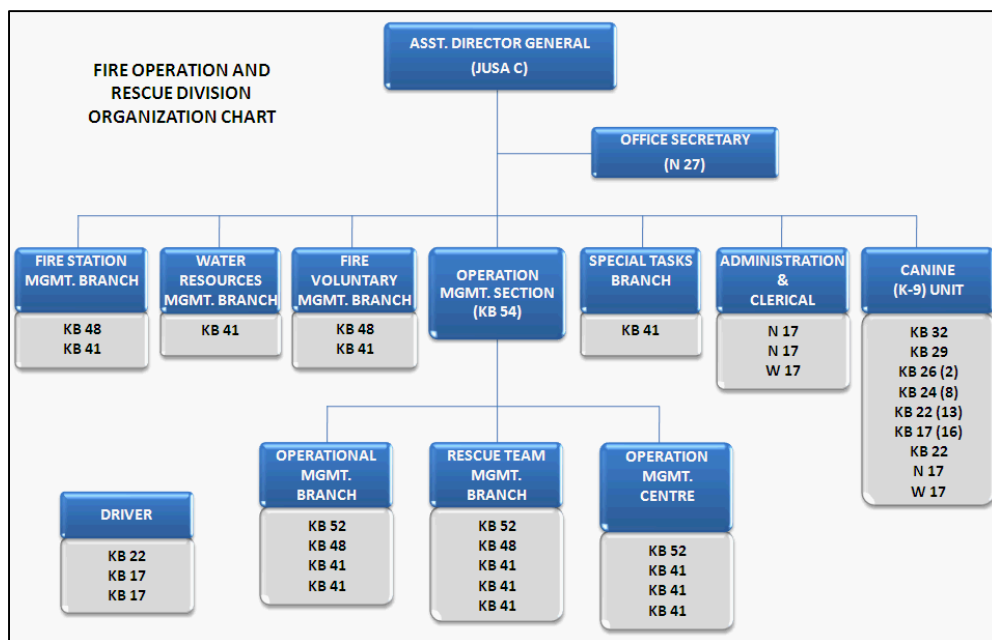 FIRE OPERATION AND
RESCUE DIVISION
ORGANIZATION CHART
ASST. DIRECTOR GENERAL
(JUSA C)
OFFICE SECRETARY
(N 27)
FIRE STATION
MGMT. BRANCH
KB 48
KB 41
WATER
RESOURCES
MGMT. BRANCH
KB 41
FIRE
VOLUNTARY
MGMT. BRANCH
KB 48
KB 41
OPERATION
MGMT. SECTION
(KB 54)
SPECIAL TASKS
BRANCH
KB 41
ADMINISTRATION
&
CLERICAL
N 17
N 17
W 17
CANINE
(K-9) UNIT
KB 32
KB 29
KB 26 (2)
KB 24 (8)
KB 22 (13)
KB 17 (16)
KB 22
N 17
W 17
DRIVER
KB 22
KB 17
KB 17
OPERATIONAL
MGMT.
BRANCH
KB 52
KB 48
KB 41
KB 41
RESCUE TEAM
MGMT.
BRANCH
KB 52
KB 48
KB 41
KB 41
KB 41
OPERATION
MGMT.
CENTRE
KB 52
KB 41
KB 41
KB 41